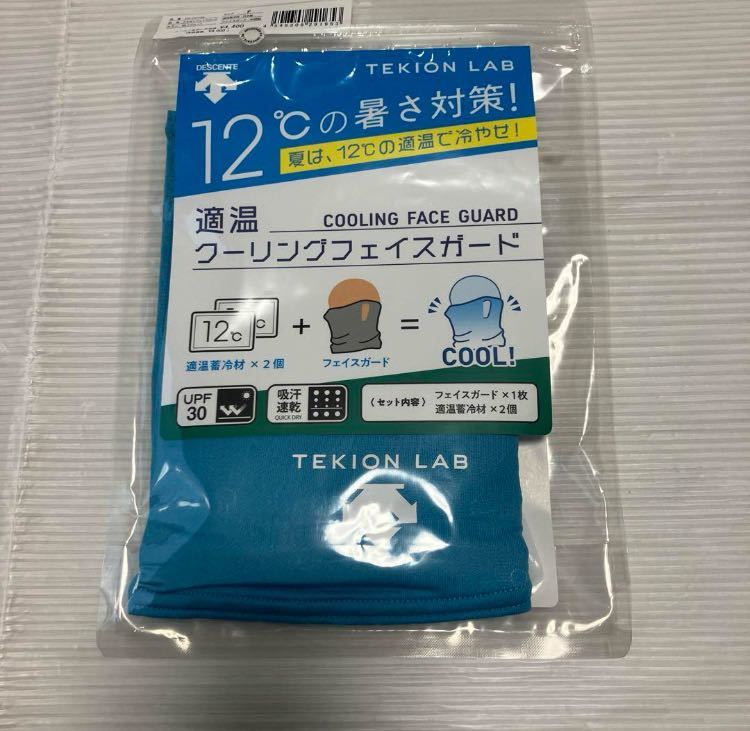 F
¥4,400
DESCENTE
TEKION LAB
12℃の暑さ対策!
夏は、12℃の適温で冷やせ!
適温 COOLING FACE GUARD
クーリングフェイスガード
12℃ ℃ + = COOL!
適温蓄冷材×2個 フェイスガード
UPF 30
吸汗速乾
QUICK DRY
〈セット内容〉 フェイスガード×1枚
適温蓄冷材×2個
TEKION LAB